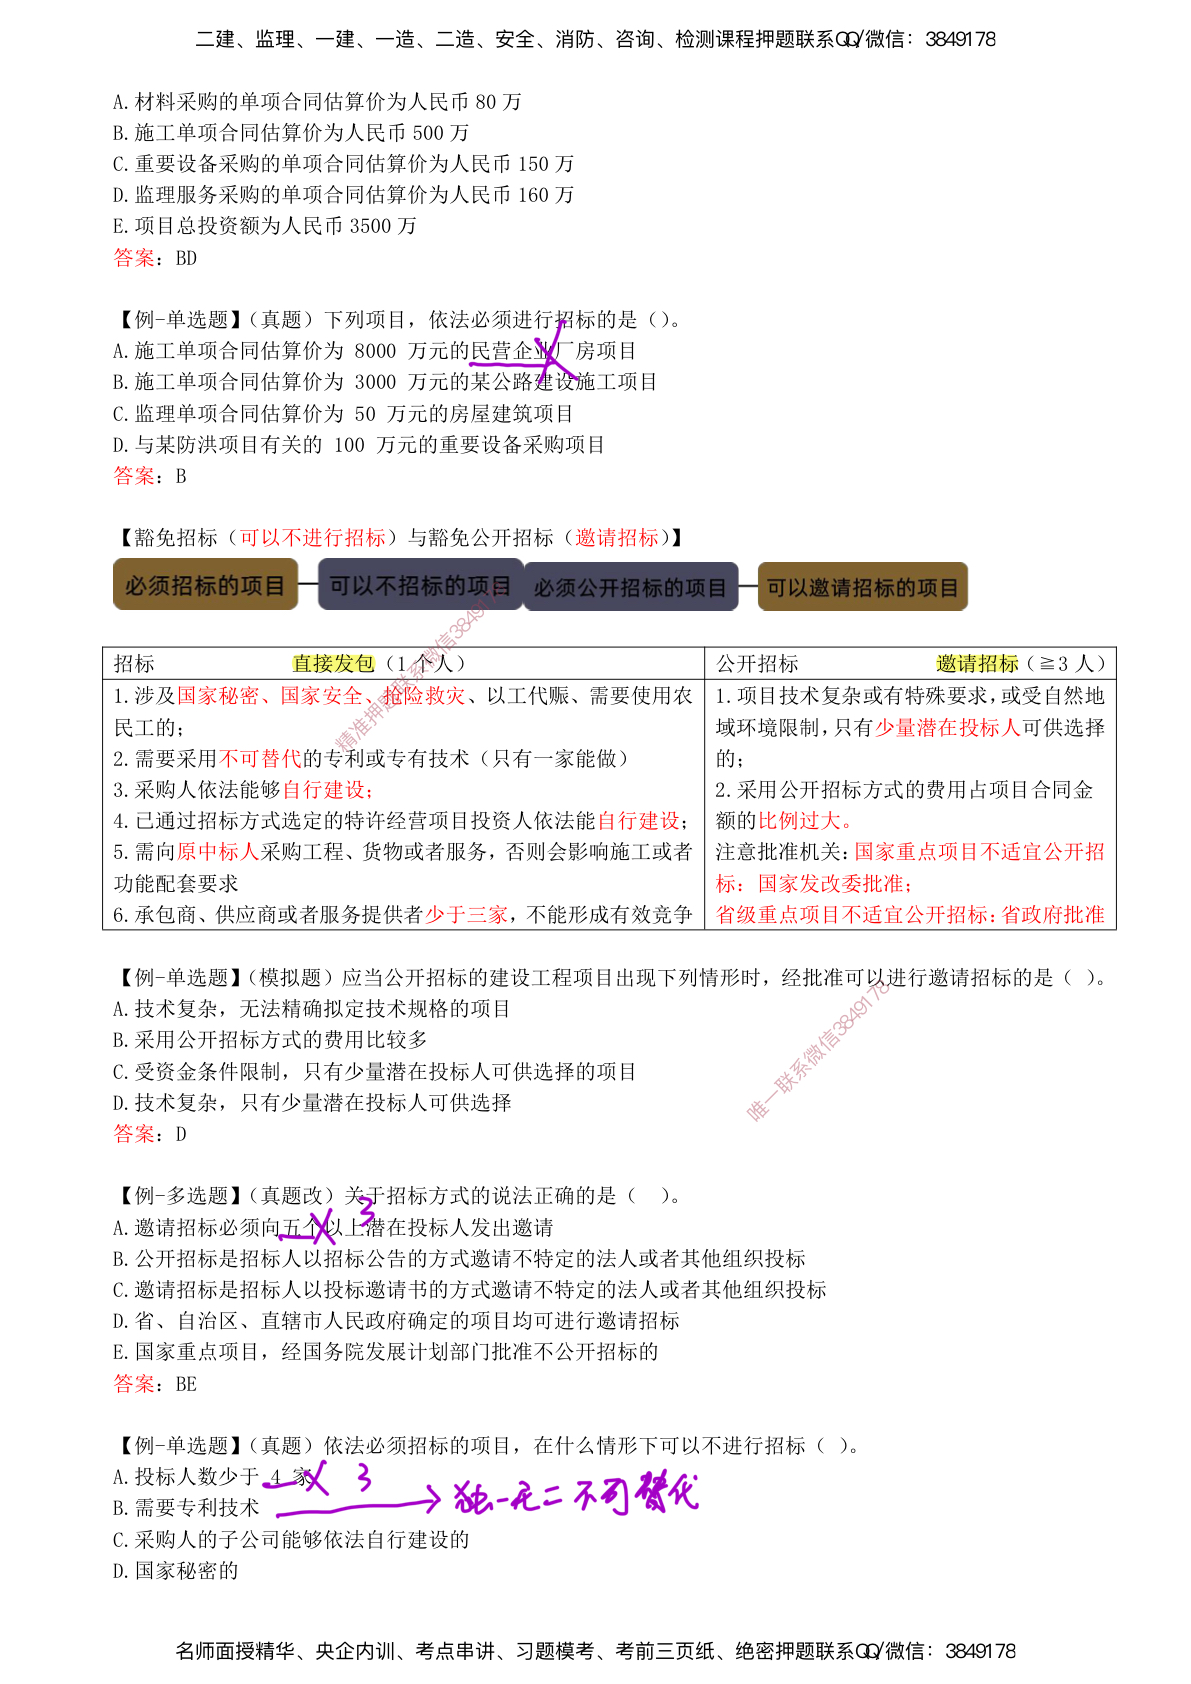 二建、监理、一建、一造、二造、安全、消防、咨询、检测课程押题联系QQ/微信：3849178
A.材料采购的单项合同估算价为人民币 80 万
B.施工单项合同估算价为人民币 500 万
C.重要设备采购的单项合同估算价为人民币 150 万
D.监理服务采购的单项合同估算价为人民币 160 万
E.项目总投资额为人民币 3500 万
答案：BD
【例-单选题】（真题）下列项目，依法必须进行招标的是（）。
A.施工单项合同估算价为 8000 万元的民营企业厂房项目
B.施工单项合同估算价为 3000 万元的某公路建设施工项目
C.监理单项合同估算价为 50 万元的房屋建筑项目
D.与某防洪项目有关的 100 万元的重要设备采购项目
答案：B
【豁免招标（可以不进行招标）与豁免公开招标（邀请招标）】
必须招标的项目 可以不招标的项目 必须公开招标的项目 可以邀请招标的项目
招标 直接发包（1 个人）
1.涉及国家秘密、国家安全、抢险救灾、以工代赈、需要使用农
民工的；
2.需要采用不可替代的专利或专有技术（只有一家能做）
3.采购人依法能够自行建设；
4.已通过招标方式选定的特许经营项目投资人依法能自行建设；
5.需向原中标人采购工程、货物或者服务，否则会影响施工或者
功能配套要求
6.承包商、供应商或者服务提供者少于三家，不能形成有效竞争
公开招标 邀请招标（≧3 人）
1.项目技术复杂或有特殊要求，或受自然地
域环境限制，只有少量潜在投标人可供选择
的；
2.采用公开招标方式的费用占项目合同金
额的比例过大。
注意批准机关：国家重点项目不适宜公开招
标：国家发改委批准；
省级重点项目不适宜公开招标：省政府批准
精准押题联系微信3849178
【例-单选题】（模拟题）应当公开招标的建设工程项目出现下列情形时，经批准可以进行邀请招标的是（ ）。
A.技术复杂，无法精确拟定技术规格的项目
B.采用公开招标方式的费用比较多
C.受资金条件限制，只有少量潜在投标人可供选择的项目
D.技术复杂，只有少量潜在投标人可供选择
答案：D
唯一联系微信3849178
【例-多选题】（真题改）关于招标方式的说法正确的是（ ）。
3
A.邀请招标必须向五个以上潜在投标人发出邀请
B.公开招标是招标人以招标公告的方式邀请不特定的法人或者其他组织投标
C.邀请招标是招标人以投标邀请书的方式邀请不特定的法人或者其他组织投标
D.省、自治区、直辖市人民政府确定的项目均可进行邀请招标
E.国家重点项目，经国务院发展计划部门批准不公开招标的
答案：BE
【例-单选题】（真题）依法必须招标的项目，在什么情形下可以不进行招标（ ）。
A.投标人数少于 4 家 3
B.需要专利技术 独一无二 不可替代
C.采购人的子公司能够依法自行建设的
D.国家秘密的
名师面授精华、央企内训、考点串讲、习题模考、考前三页纸、绝密押题联系QQ/微信：3849178